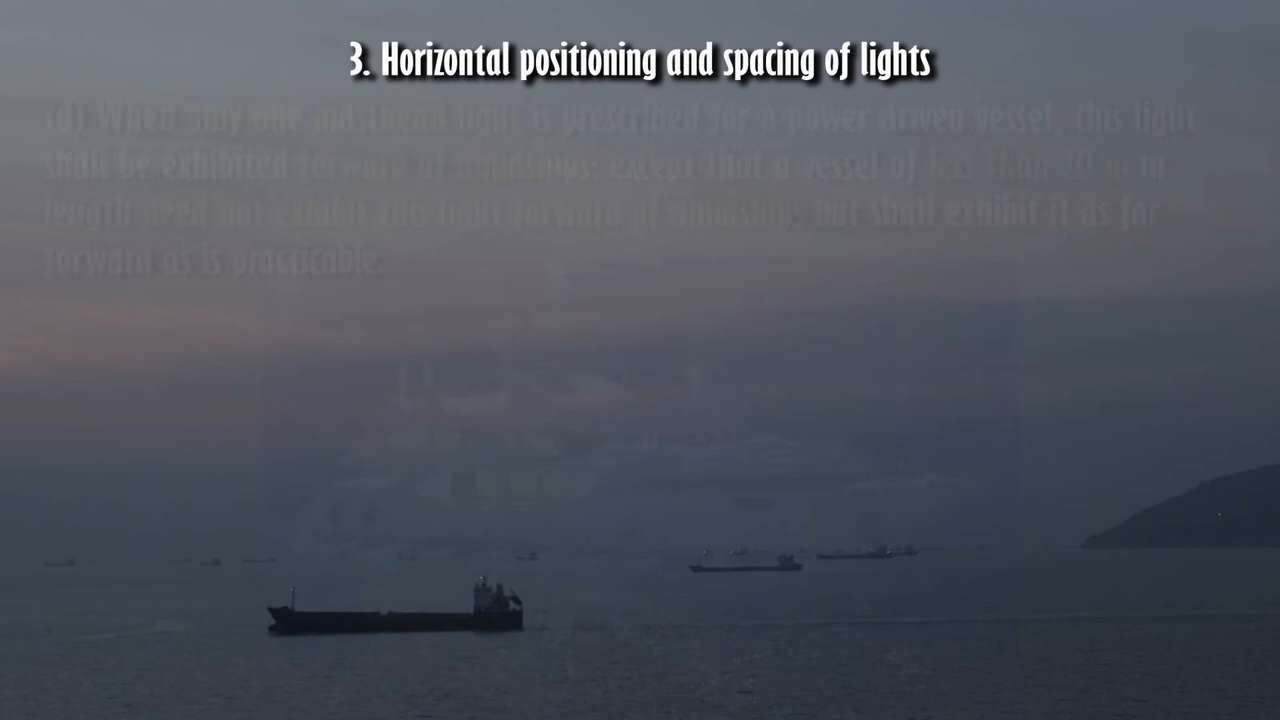 3. Horizontal positioning and spacing of lights
(d) When only one masthead light is prescribed for a power driven vessel, this light
shall be exhibited forward of amidships; except that a vessel of less than 20 m in
length need not exhibit this light forward of amidships but shall exhibit it as far
forward as is practicable.